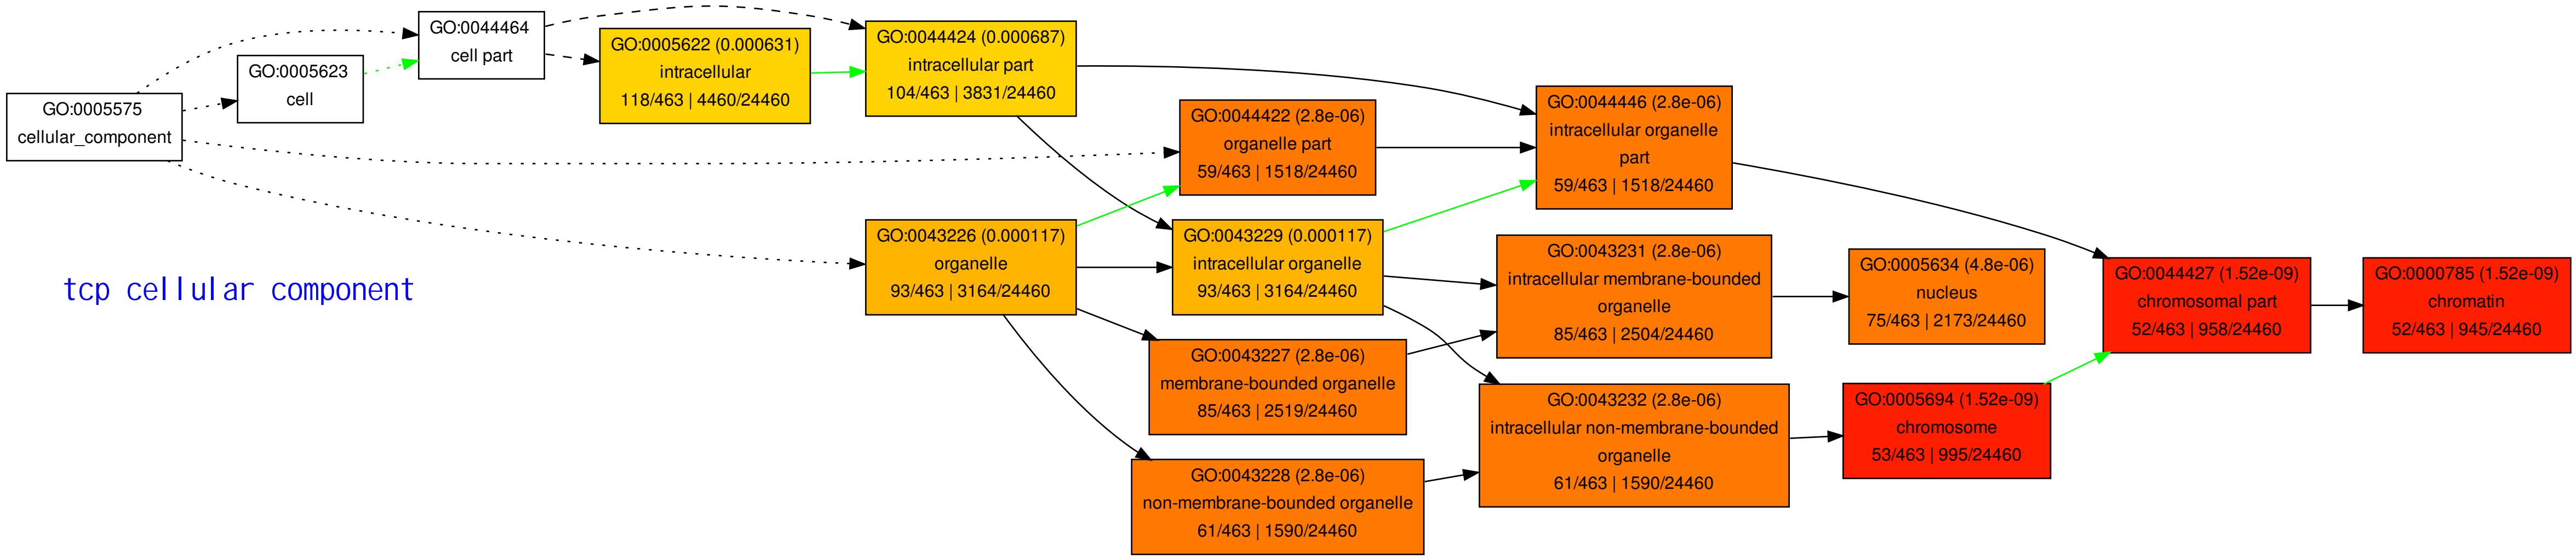 GO:0005575
cellular_component
GO:0005623
cell
GO:0044464
cell part
GO:0005622 (0.000631)
intracellular
118/463 | 4460/24460
GO:0044424 (0.000687)
intracellular part
104/463 | 3831/24460
GO:0044422 (2.8e-06)
organelle part
59/463 | 1518/24460
GO:0044446 (2.8e-06)
intracellular organelle
part
59/463 | 1518/24460
GO:0043226 (0.000117)
organelle
93/463 | 3164/24460
GO:0043229 (0.000117)
intracellular organelle
93/463 | 3164/24460
GO:0043231 (2.8e-06)
intracellular membrane-bounded
organelle
85/463 | 2504/24460
GO:0005634 (4.8e-06)
nucleus
75/463 | 2173/24460
GO:0044427 (1.52e-09)
chromosomal part
52/463 | 958/24460
GO:0000785 (1.52e-09)
chromatin
52/463 | 945/24460
tcp cellular component
GO:0043227 (2.8e-06)
membrane-bounded organelle
85/463 | 2519/24460
GO:0043232 (2.8e-06)
intracellular non-membrane-bounded
organelle
61/463 | 1590/24460
GO:0005694 (1.52e-09)
chromosome
53/463 | 995/24460
GO:0043228 (2.8e-06)
non-membrane-bounded organelle
61/463 | 1590/24460